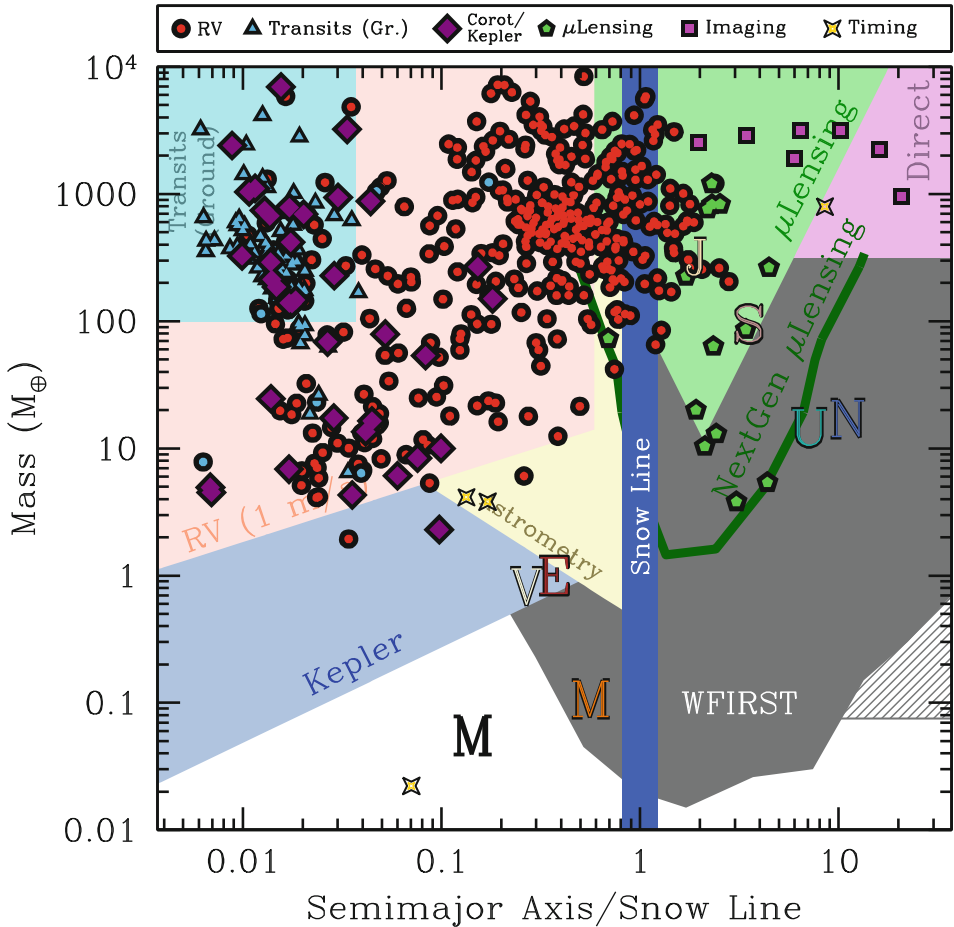 RV Transits (Gr.) Corot/ Kepler μLensing Imaging Timing
10⁴
1000
100
10
1
0.1
0.01
Mass (M⊕)
Transits
(Ground)
RV (1 m/s)
Kepler
Astrometry
Snow Line
μLensing
NextGen μLensing
Direct
WFIRST
J
S
U N
V E
M
M
0.01 0.1 1 10
Semimajor Axis/Snow Line